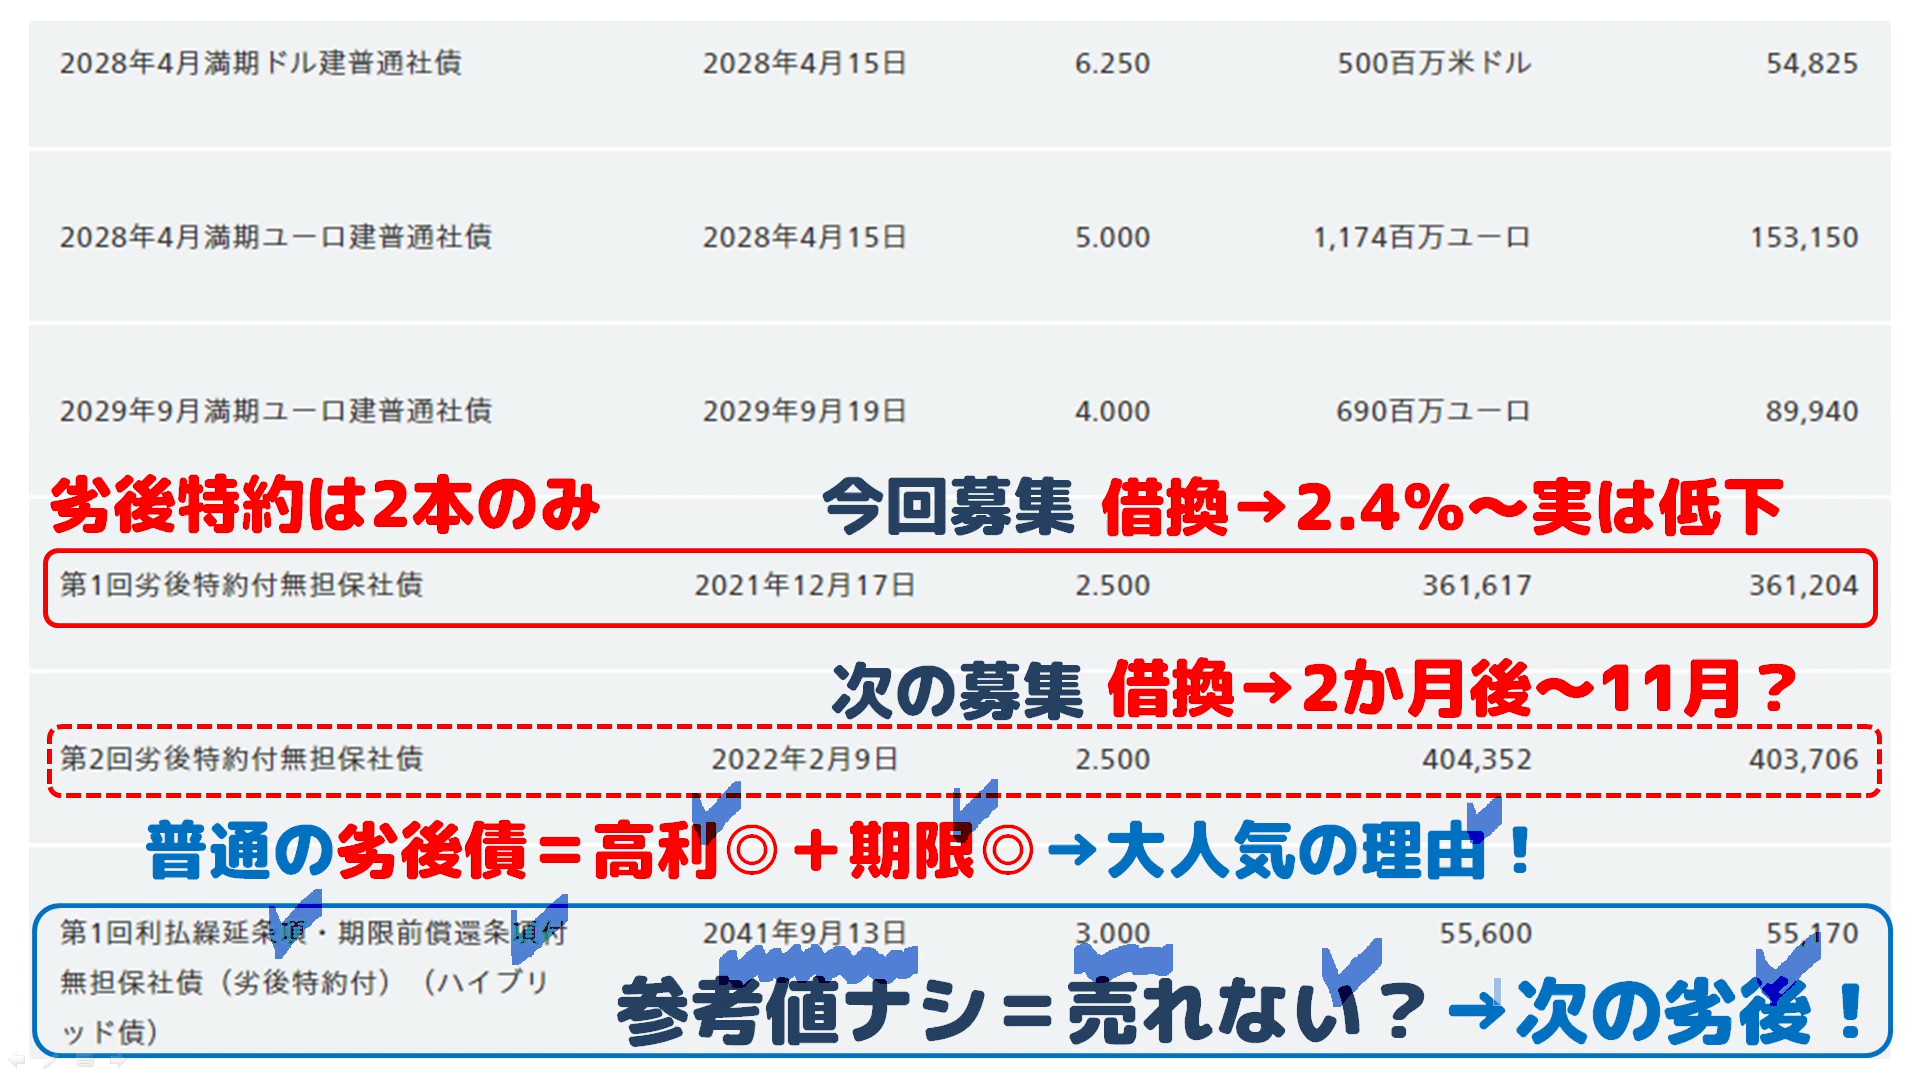 2028年4月満期ドル建普通社債 2028年4月15日 6.250 500百万米ドル 54,825
2028年4月満期ユーロ建普通社債 2028年4月15日 5.000 1,174百万ユーロ 153,150
2029年9月満期ユーロ建普通社債 2029年9月19日 4.000 690百万ユーロ 89,940
劣後特約は2本のみ 今回募集 借換→2.4%～実は低下
第1回劣後特約付無担保社債 2021年12月17日 2.500 361,617 361,204
次の募集 借換→2か月後～11月？
第2回劣後特約付無担保社債 2022年2月9日 2.500 404,352 403,706
普通の劣後債＝高利◎＋期限◎→大人気の理由！
第1回利払繰延条項・期限前償還条項付 2041年9月13日 3.000 55,600 55,170
無担保社債（劣後特約付）（ハイブリ
ッド債）
参考値ナシ＝売れない？→次の劣後！